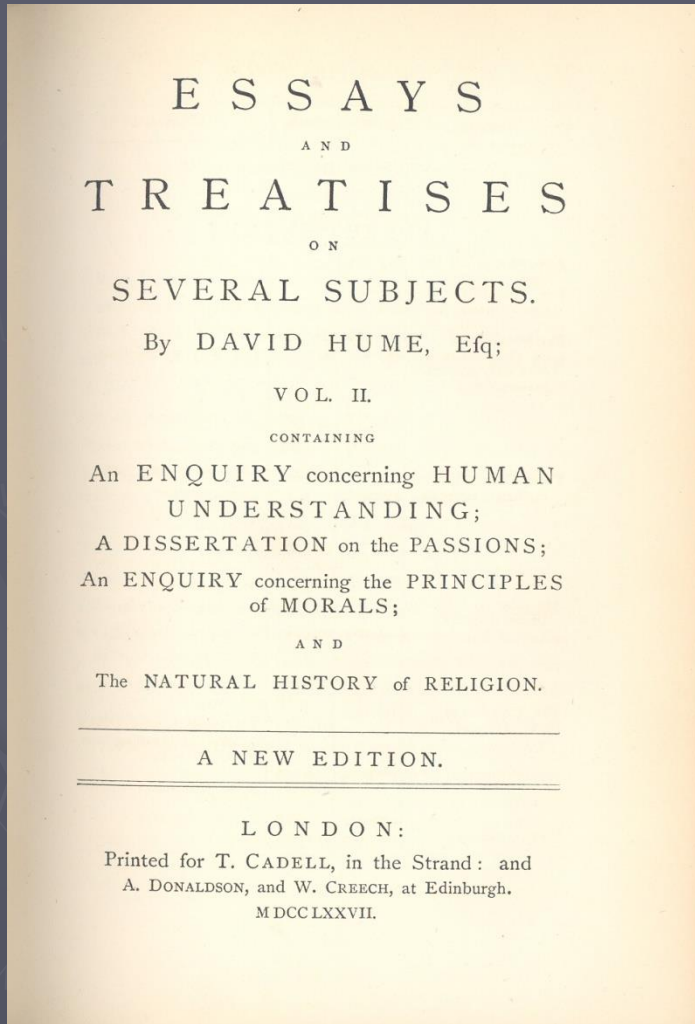 ESSAYS
AND
TREATISES
ON
SEVERAL SUBJECTS.
By DAVID HUME, Eſq;
VOL. II.
CONTAINING
An ENQUIRY concerning HUMAN
UNDERSTANDING;
A DISSERTATION on the PASSIONS;
An ENQUIRY concerning the PRINCIPLES
of MORALS;
AND
The NATURAL HISTORY of RELIGION.
A NEW EDITION.
LONDON:
Printed for T. CADELL, in the Strand: and
A. DONALDSON, and W. CREECH, at Edinburgh.
MDCCLXXVII.